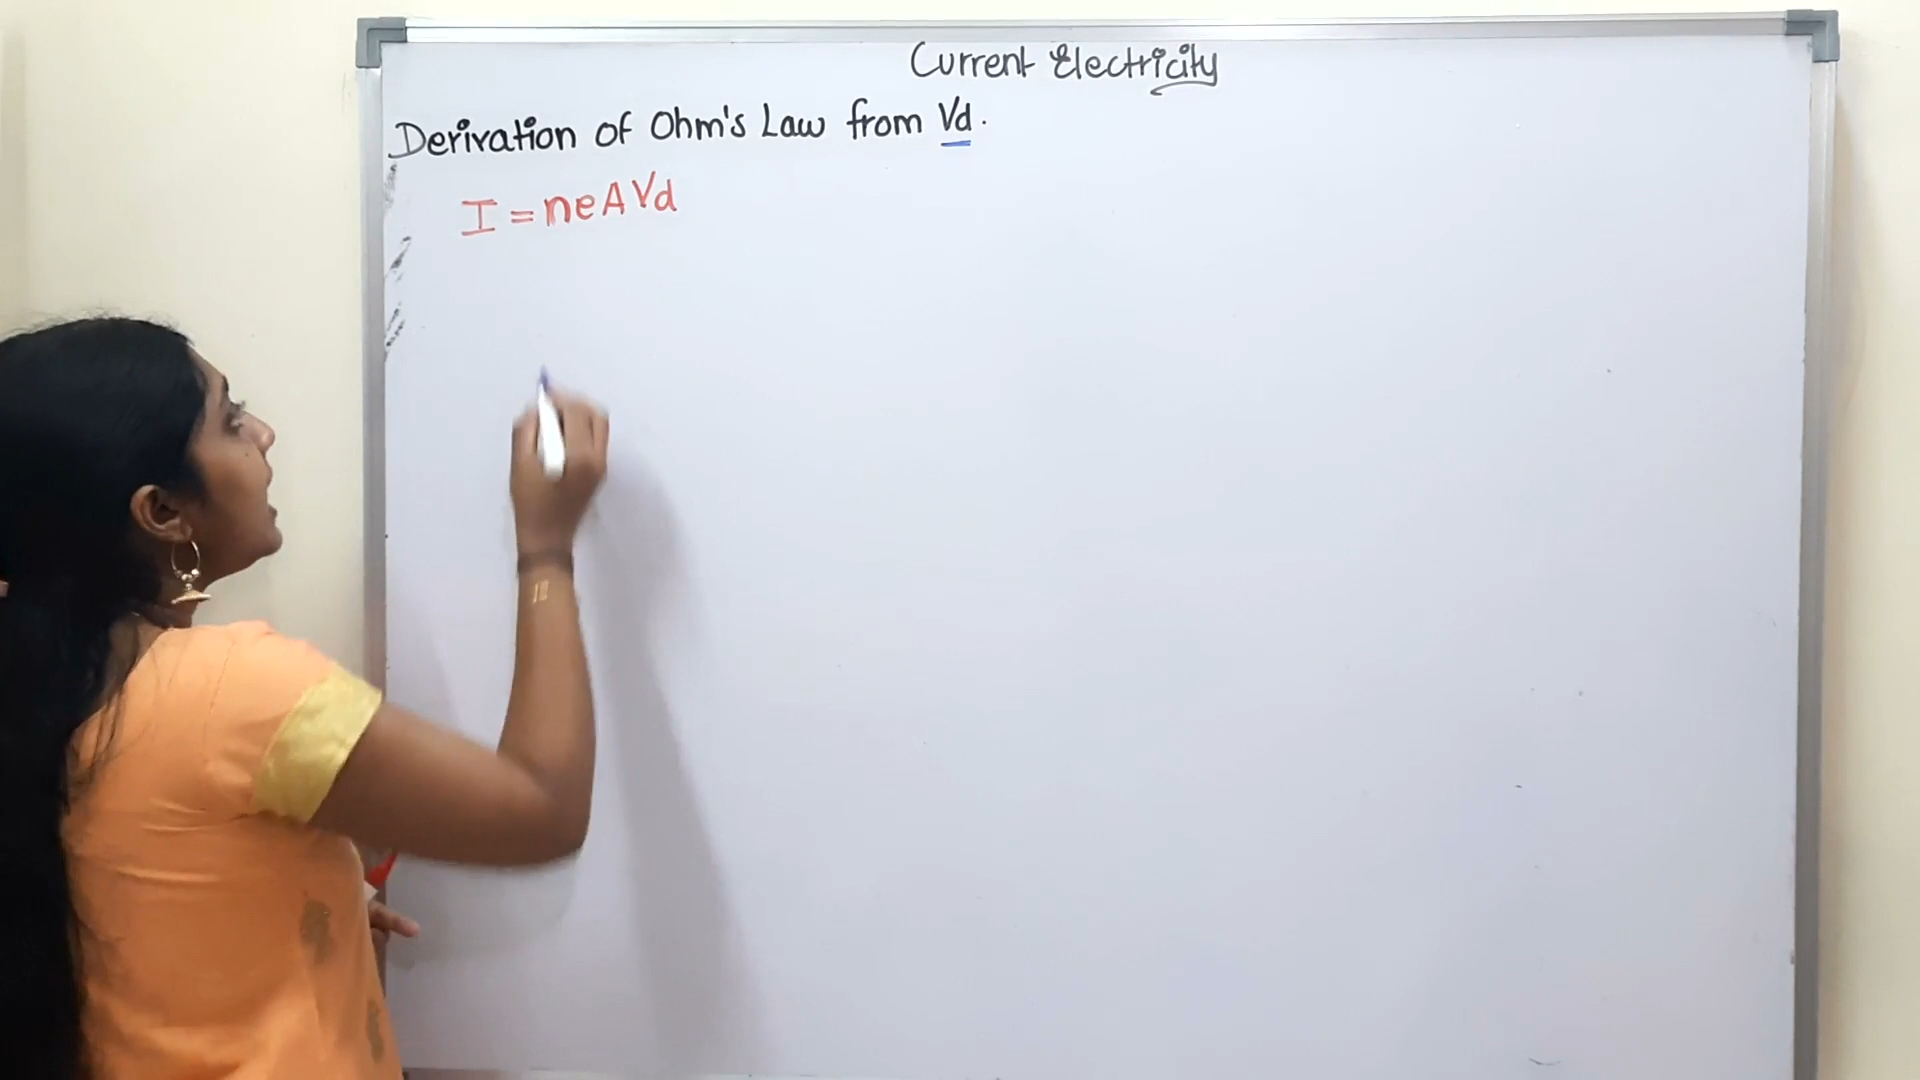 Current Electricity
Derivation of Ohm's Law from Vd.
I = neAVd